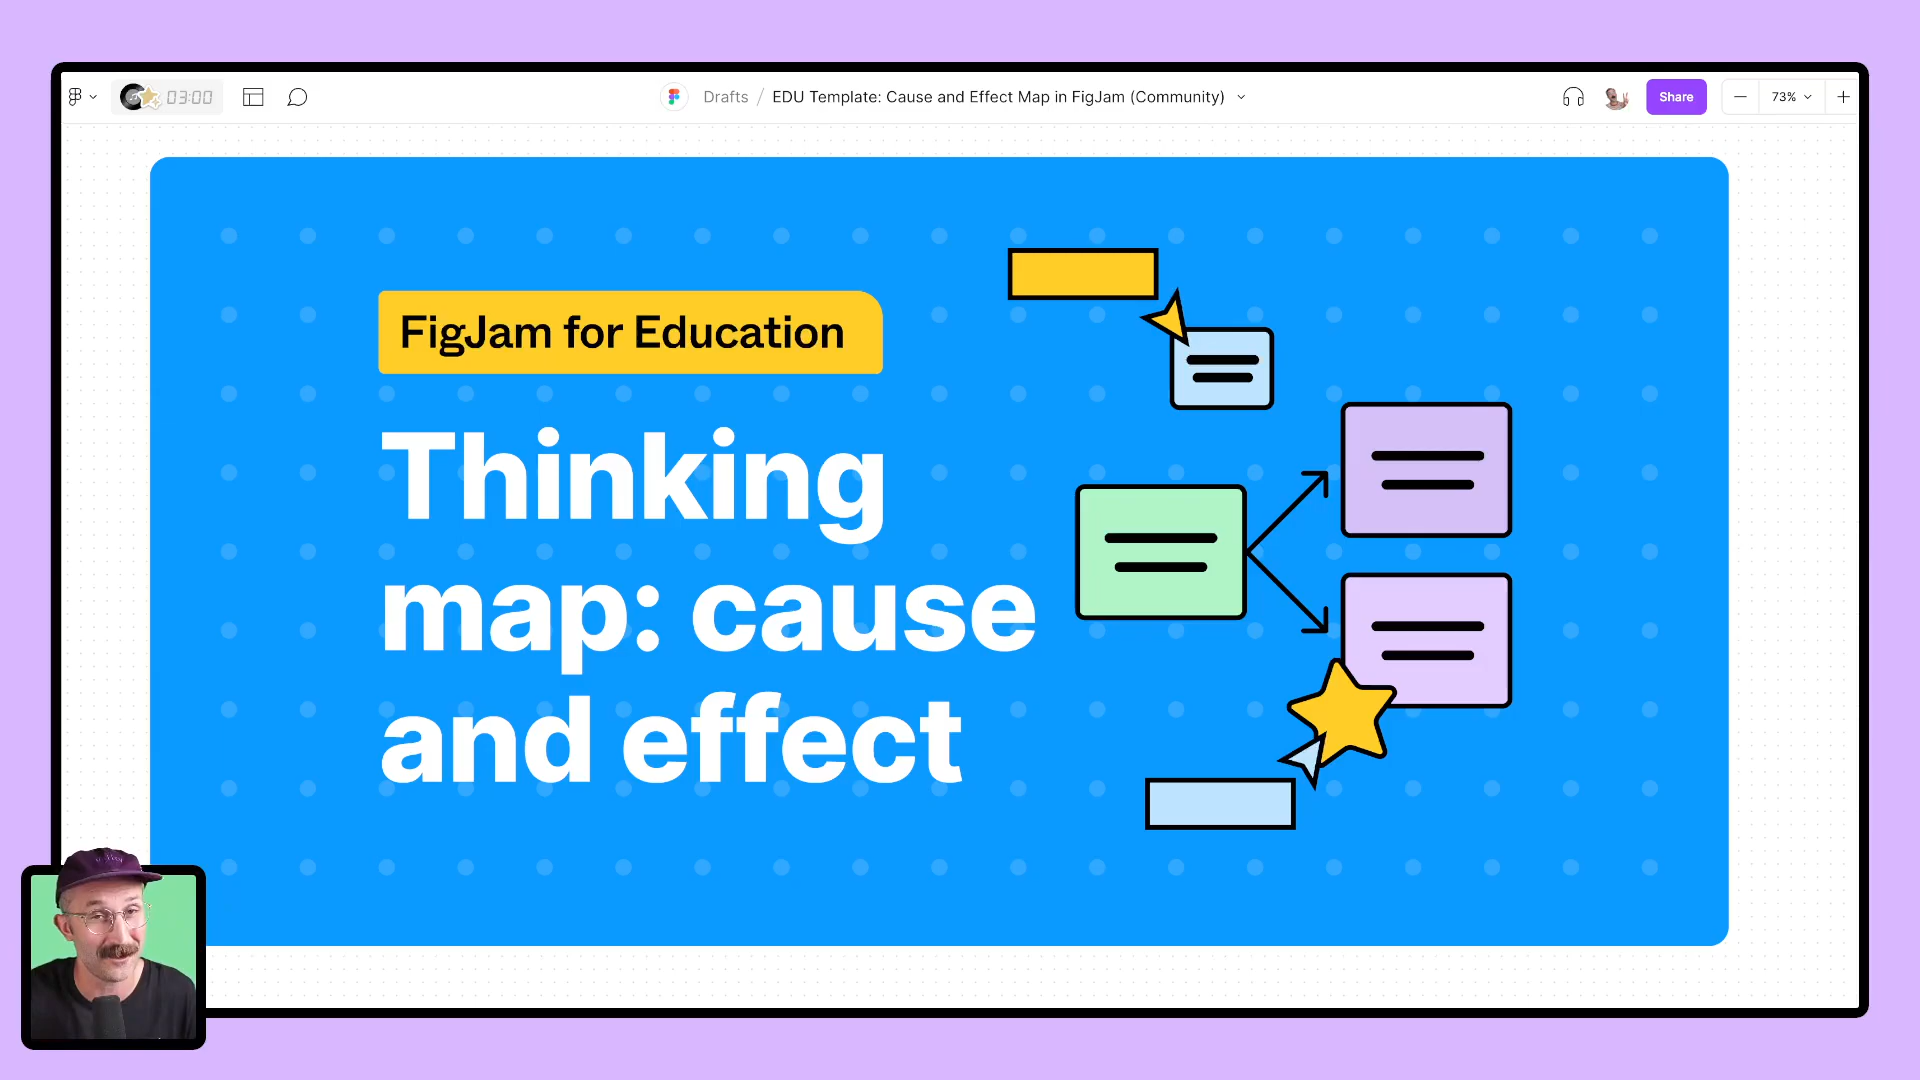 03:00
Drafts / EDU Template: Cause and Effect Map in FigJam (Community)
Share
73%
FigJam for Education
Thinking
map: cause
and effect